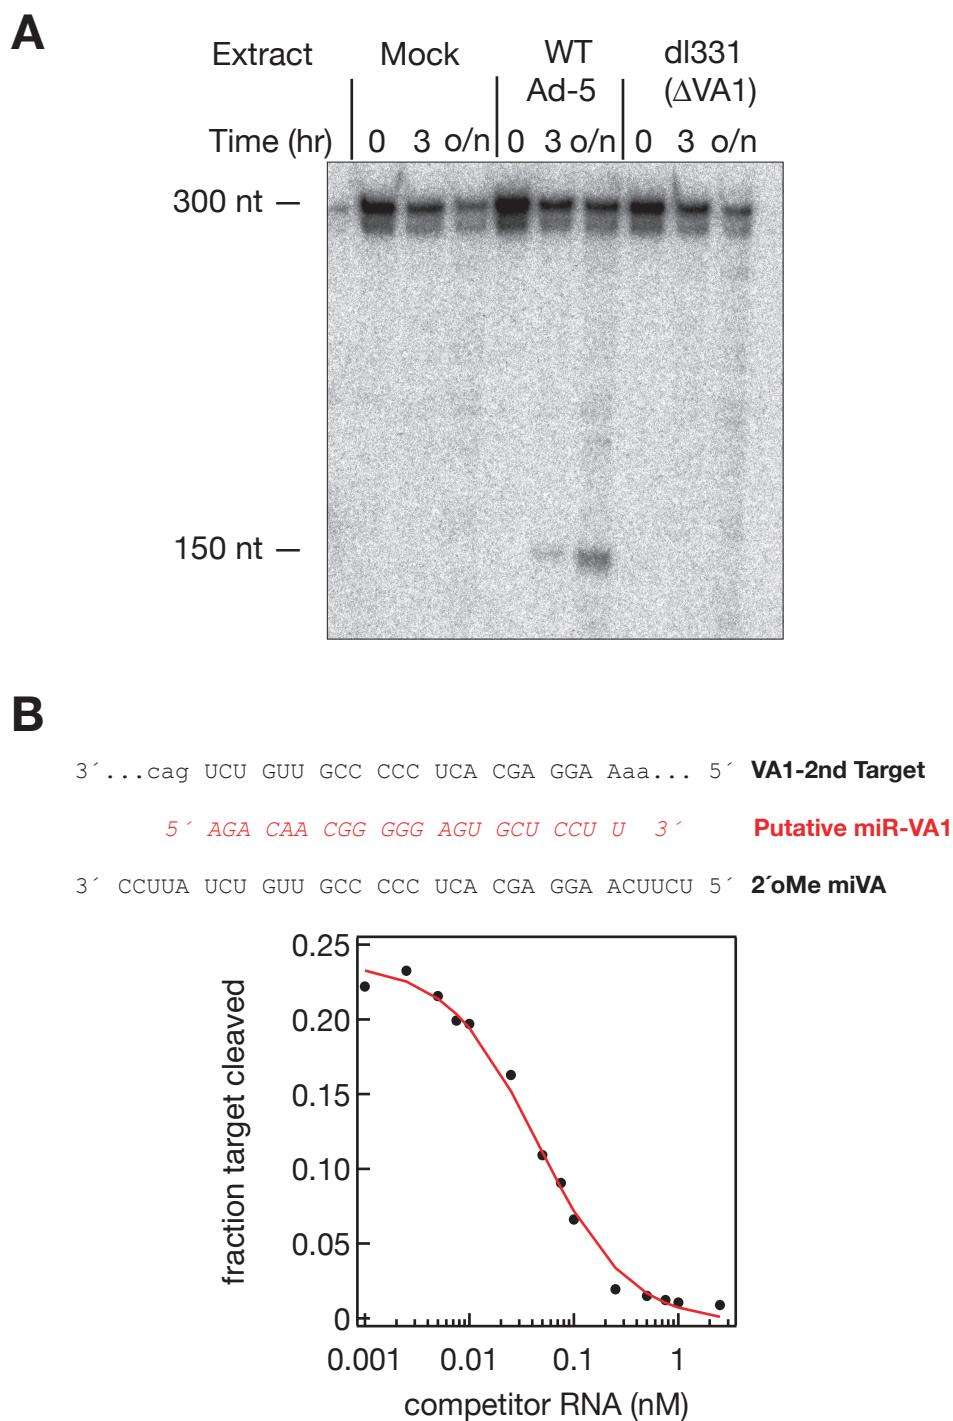 A
Extract Mock WT Ad-5 dl331 (ΔVA1)
Time (hr) 0 3 o/n 0 3 o/n 0 3 o/n
300 nt –
150 nt –
B
3´...cag UCU GUU GCC CCC UCA CGA GGA Aaa... 5´ VA1-2nd Target
5´ AGA CAA CGG GGG AGU GCU CCU U 3´ Putative miR-VA1
3´ CCUUA UCU GUU GCC CCC UCA CGA GGA ACUUCU 5´ 2´oMe miVA
fraction target cleaved
0.25
0.20
0.15
0.10
0.05
0
0.001 0.01 0.1 1
competitor RNA (nM)